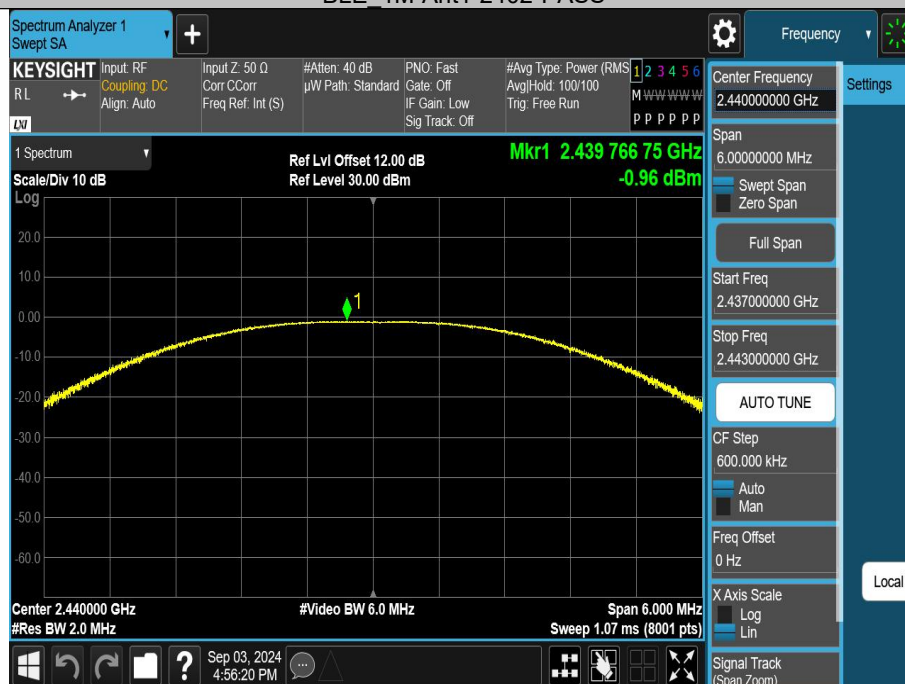 Spectrum Analyzer 1
Swept SA
Frequency
KEYSIGHT
RL
LXI
Input: RF
Coupling: DC
Align: Auto
Input Z: 50 Ω
Corr CCorr
Freq Ref: Int (S)
#Atten: 40 dB
µW Path: Standard
PNO: Fast
Gate: Off
IF Gain: Low
Sig Track: Off
#Avg Type: Power (RMS
Avg|Hold: 100/100
Trig: Free Run
1 2 3 4 5 6
M W W W W W
P P P P P P
Center Frequency
2.440000000 GHz
Settings
1 Spectrum
Scale/Div 10 dB
Log
Ref Lvl Offset 12.00 dB
Ref Level 30.00 dBm
Mkr1 2.439 766 75 GHz
-0.96 dBm
Span
6.00000000 MHz
Swept Span
Zero Span
Full Span
Start Freq
2.437000000 GHz
Stop Freq
2.443000000 GHz
AUTO TUNE
CF Step
600.000 kHz
Auto
Man
Freq Offset
0 Hz
X Axis Scale
Log
Lin
Local
Signal Track
(Span Zoom)
20.0
10.0
1
0.00
-10.0
-20.0
-30.0
-40.0
-50.0
-60.0
Center 2.440000 GHz
#Video BW 6.0 MHz
Span 6.000 MHz
#Res BW 2.0 MHz
Sweep 1.07 ms (8001 pts)
?
Sep 03, 2024
4:56:20 PM